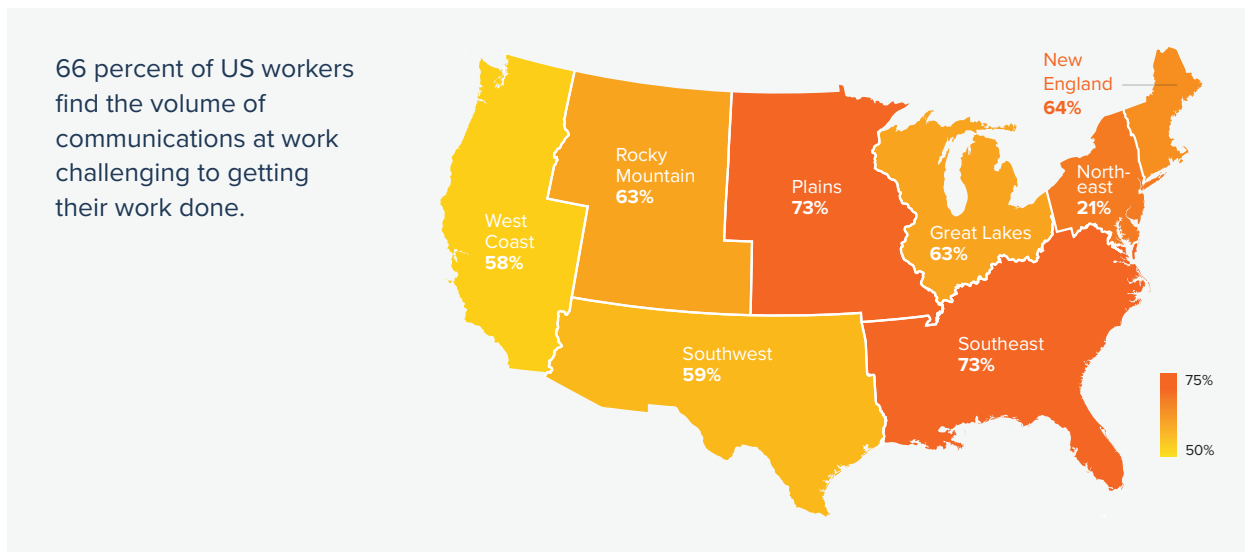 66 percent of US workers
find the volume of
communications at work
challenging to getting
their work done.
New
England
64%
Rocky
Mountain
63%
Plains
73%
North-
east
21%
West
Coast
58%
Great Lakes
63%
Southwest
59%
Southeast
73%
75%
50%